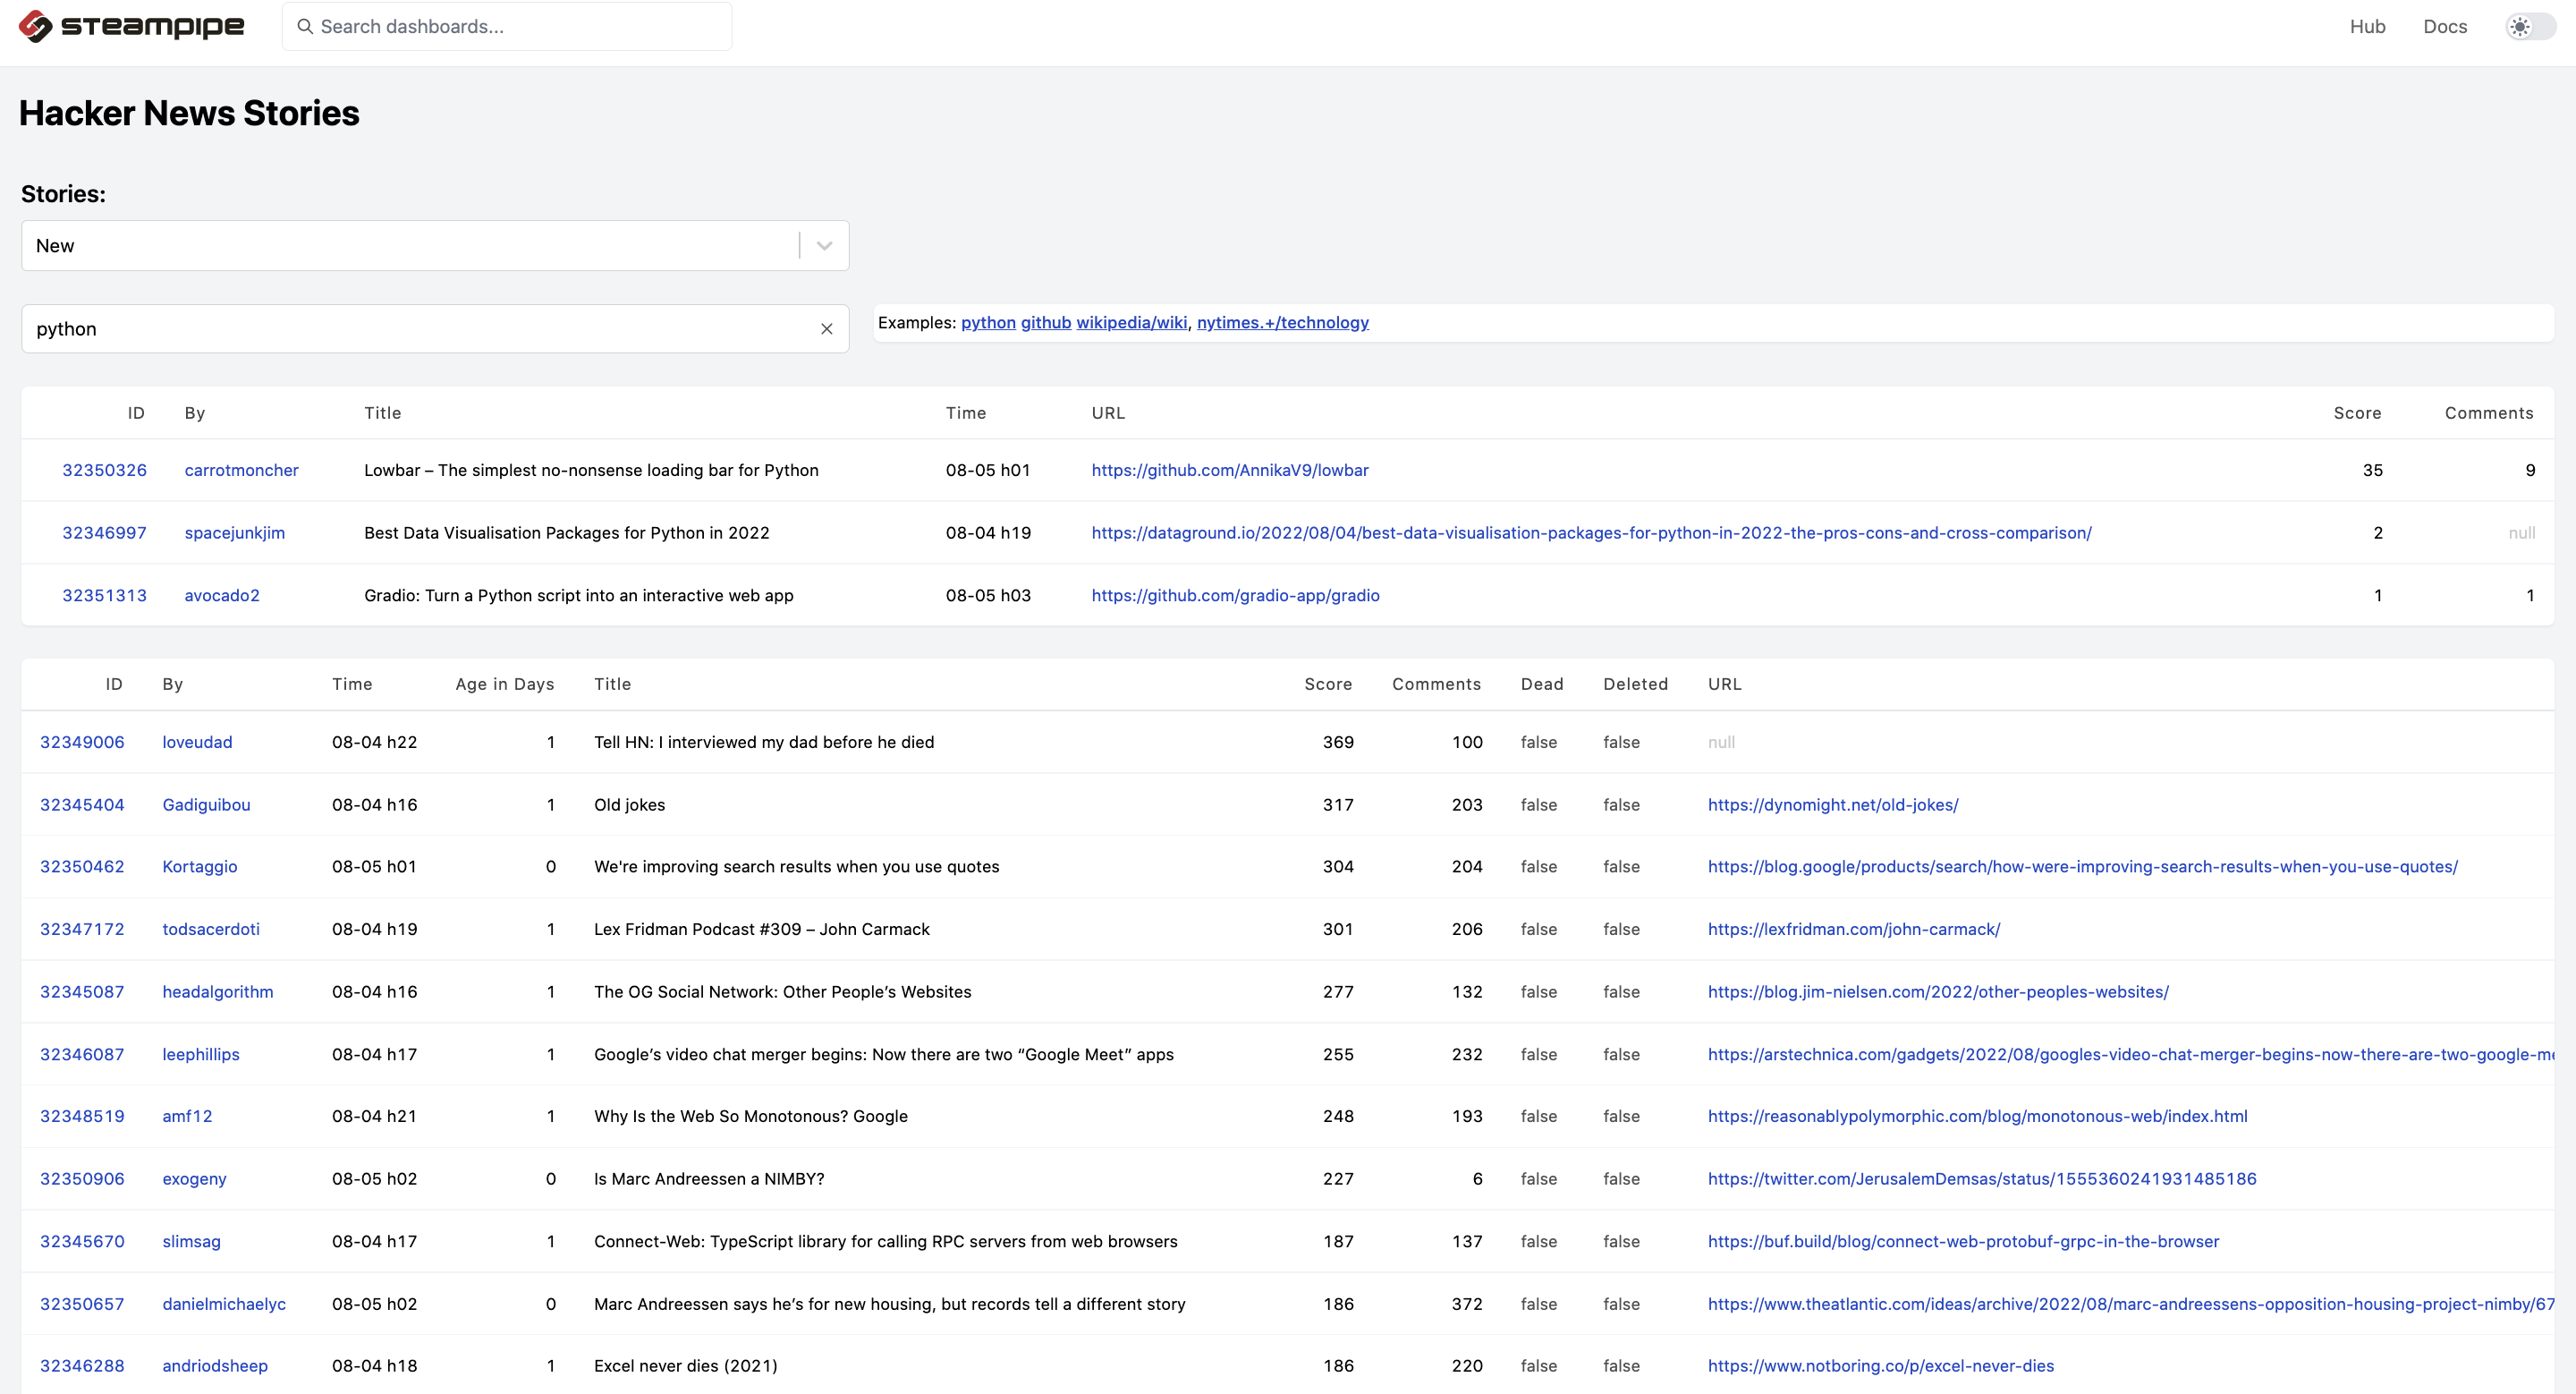 steampipe Search dashboards... Hub Docs
Hacker News Stories
Stories:
New
python Examples: python github wikipedia/wiki, nytimes.+/technology
ID By Title Time URL Score Comments
32350326 carrotmoncher Lowbar – The simplest no-nonsense loading bar for Python 08-05 h01 https://github.com/AnnikaV9/lowbar 35 9
32346997 spacejunkjim Best Data Visualisation Packages for Python in 2022 08-04 h19 https://dataground.io/2022/08/04/best-data-visualisation-packages-for-python-in-2022-the-pros-cons-and-cross-comparison/ 2 null
32351313 avocado2 Gradio: Turn a Python script into an interactive web app 08-05 h03 https://github.com/gradio-app/gradio 1 1
ID By Time Age in Days Title Score Comments Dead Deleted URL
32349006 loveudad 08-04 h22 1 Tell HN: I interviewed my dad before he died 369 100 false false null
32345404 Gadiguibou 08-04 h16 1 Old jokes 317 203 false false https://dynomight.net/old-jokes/
32350462 Kortaggio 08-05 h01 0 We're improving search results when you use quotes 304 204 false false https://blog.google/products/search/how-were-improving-search-results-when-you-use-quotes/
32347172 todsacerdoti 08-04 h19 1 Lex Fridman Podcast #309 – John Carmack 301 206 false false https://lexfridman.com/john-carmack/
32345087 headalgorithm 08-04 h16 1 The OG Social Network: Other People’s Websites 277 132 false false https://blog.jim-nielsen.com/2022/other-peoples-websites/
32346087 leephillips 08-04 h17 1 Google’s video chat merger begins: Now there are two “Google Meet” apps 255 232 false false https://arstechnica.com/gadgets/2022/08/googles-video-chat-merger-begins-now-there-are-two-google-me
32348519 amf12 08-04 h21 1 Why Is the Web So Monotonous? Google 248 193 false false https://reasonablypolymorphic.com/blog/monotonous-web/index.html
32350906 exogeny 08-05 h02 0 Is Marc Andreessen a NIMBY? 227 6 false false https://twitter.com/JerusalemDemsas/status/1555360241931485186
32345670 slimsag 08-04 h17 1 Connect-Web: TypeScript library for calling RPC servers from web browsers 187 137 false false https://buf.build/blog/connect-web-protobuf-grpc-in-the-browser
32350657 danielmichaelyc 08-05 h02 0 Marc Andreessen says he’s for new housing, but records tell a different story 186 372 false false https://www.theatlantic.com/ideas/archive/2022/08/marc-andreessens-opposition-housing-project-nimby/67
32346288 andriodsheep 08-04 h18 1 Excel never dies (2021) 186 220 false false https://www.notboring.co/p/excel-never-dies